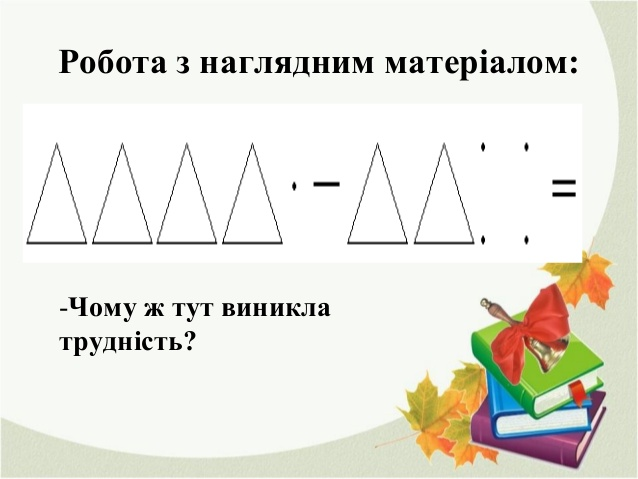 Робота з наглядним матеріалом:
− =
-Чому ж тут виникла
трудність?